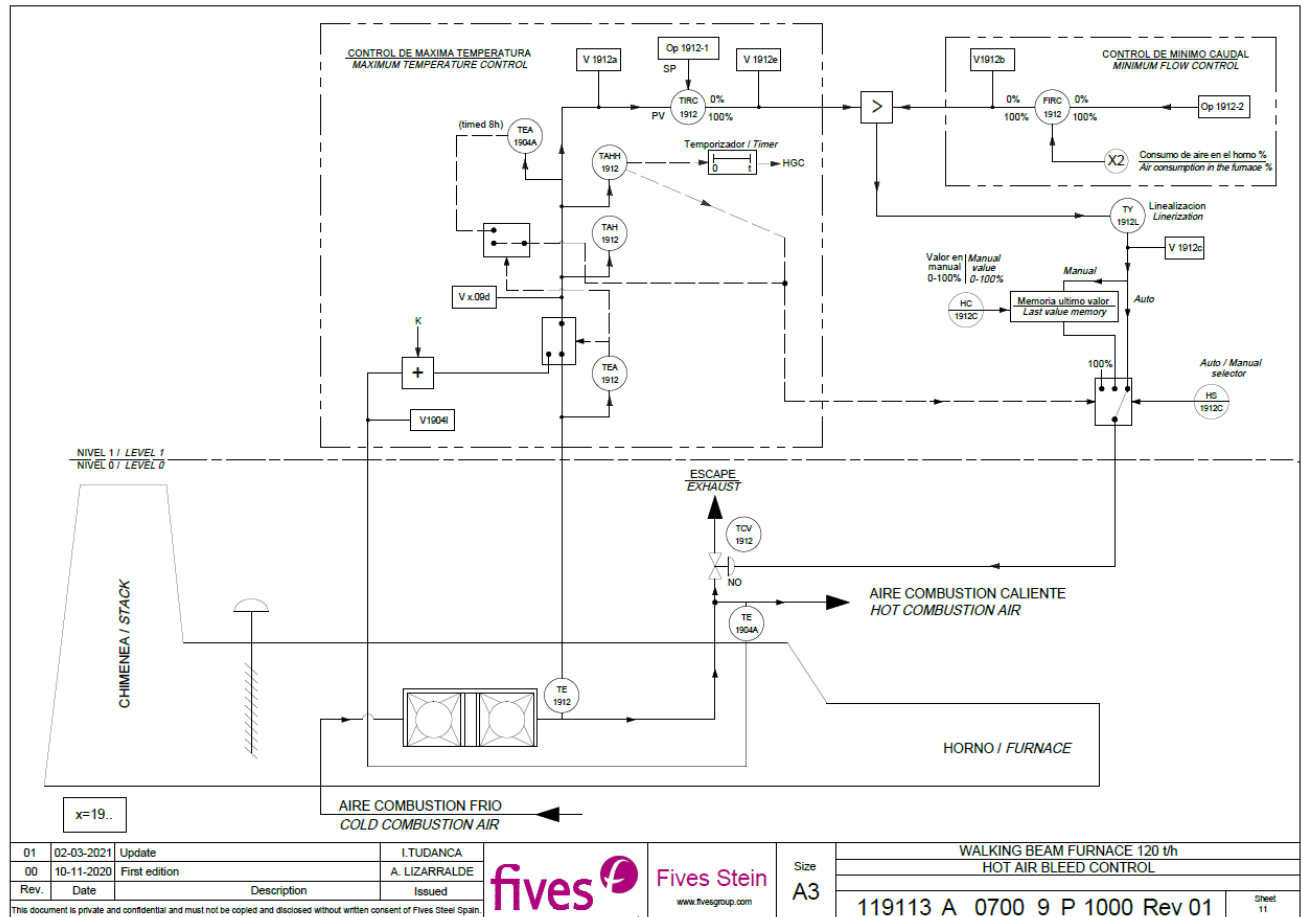 CONTROL DE MAXIMA TEMPERATURA
MAXIMUM TEMPERATURE CONTROL
V 1912a
Op 1912-1
SP
V 1912e
TIRC
1912
PV
0%
100%
>
V1912b
CONTROL DE MINIMO CAUDAL
MINIMUM FLOW CONTROL
0%
100%
FIRC
1912
0%
100%
Op 1912-2
X2
Consumo de aire en el horno %
Air consumption in the furnace %
(timed 8h)
TEA
1904A
TAHH
1912
Temporizador / Timer
0 t
HGC
TAH
1912
TY
1912L
Linealizacion
Linerization
V 1912c
Valor en
manual
0-100%
Manual
value
0-100%
Manual
Auto
HC
1912C
Memoria ultimo valor
Last value memory
V x.09d
K
+
TEA
1912
100%
Auto / Manual
selector
HS
1912C
V1904I
NIVEL 1 / LEVEL 1
NIVEL 0 / LEVEL 0
ESCAPE
EXHAUST
TCV
1912
NO
AIRE COMBUSTION CALIENTE
HOT COMBUSTION AIR
TE
1904A
CHIMENEA / STACK
TE
1912
HORNO / FURNACE
AIRE COMBUSTION FRIO
COLD COMBUSTION AIR
x=19..
01 02-03-2021 Update I.TUDANCA
00 10-11-2020 First edition A. LIZARRALDE
Rev. Date Description Issued
This document is private and confidential and must not be copied and disclosed without written consent of Fives Steel Spain.
fives
Fives Stein
www.fivesgroup.com
Size
A3
WALKING BEAM FURNACE 120 t/h
HOT AIR BLEED CONTROL
119113 A 0700 9 P 1000 Rev 01
Sheet
11